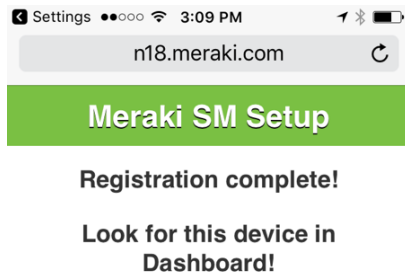 Settings 3:09 PM
n18.meraki.com
Meraki SM Setup
Registration complete!
Look for this device in
Dashboard!